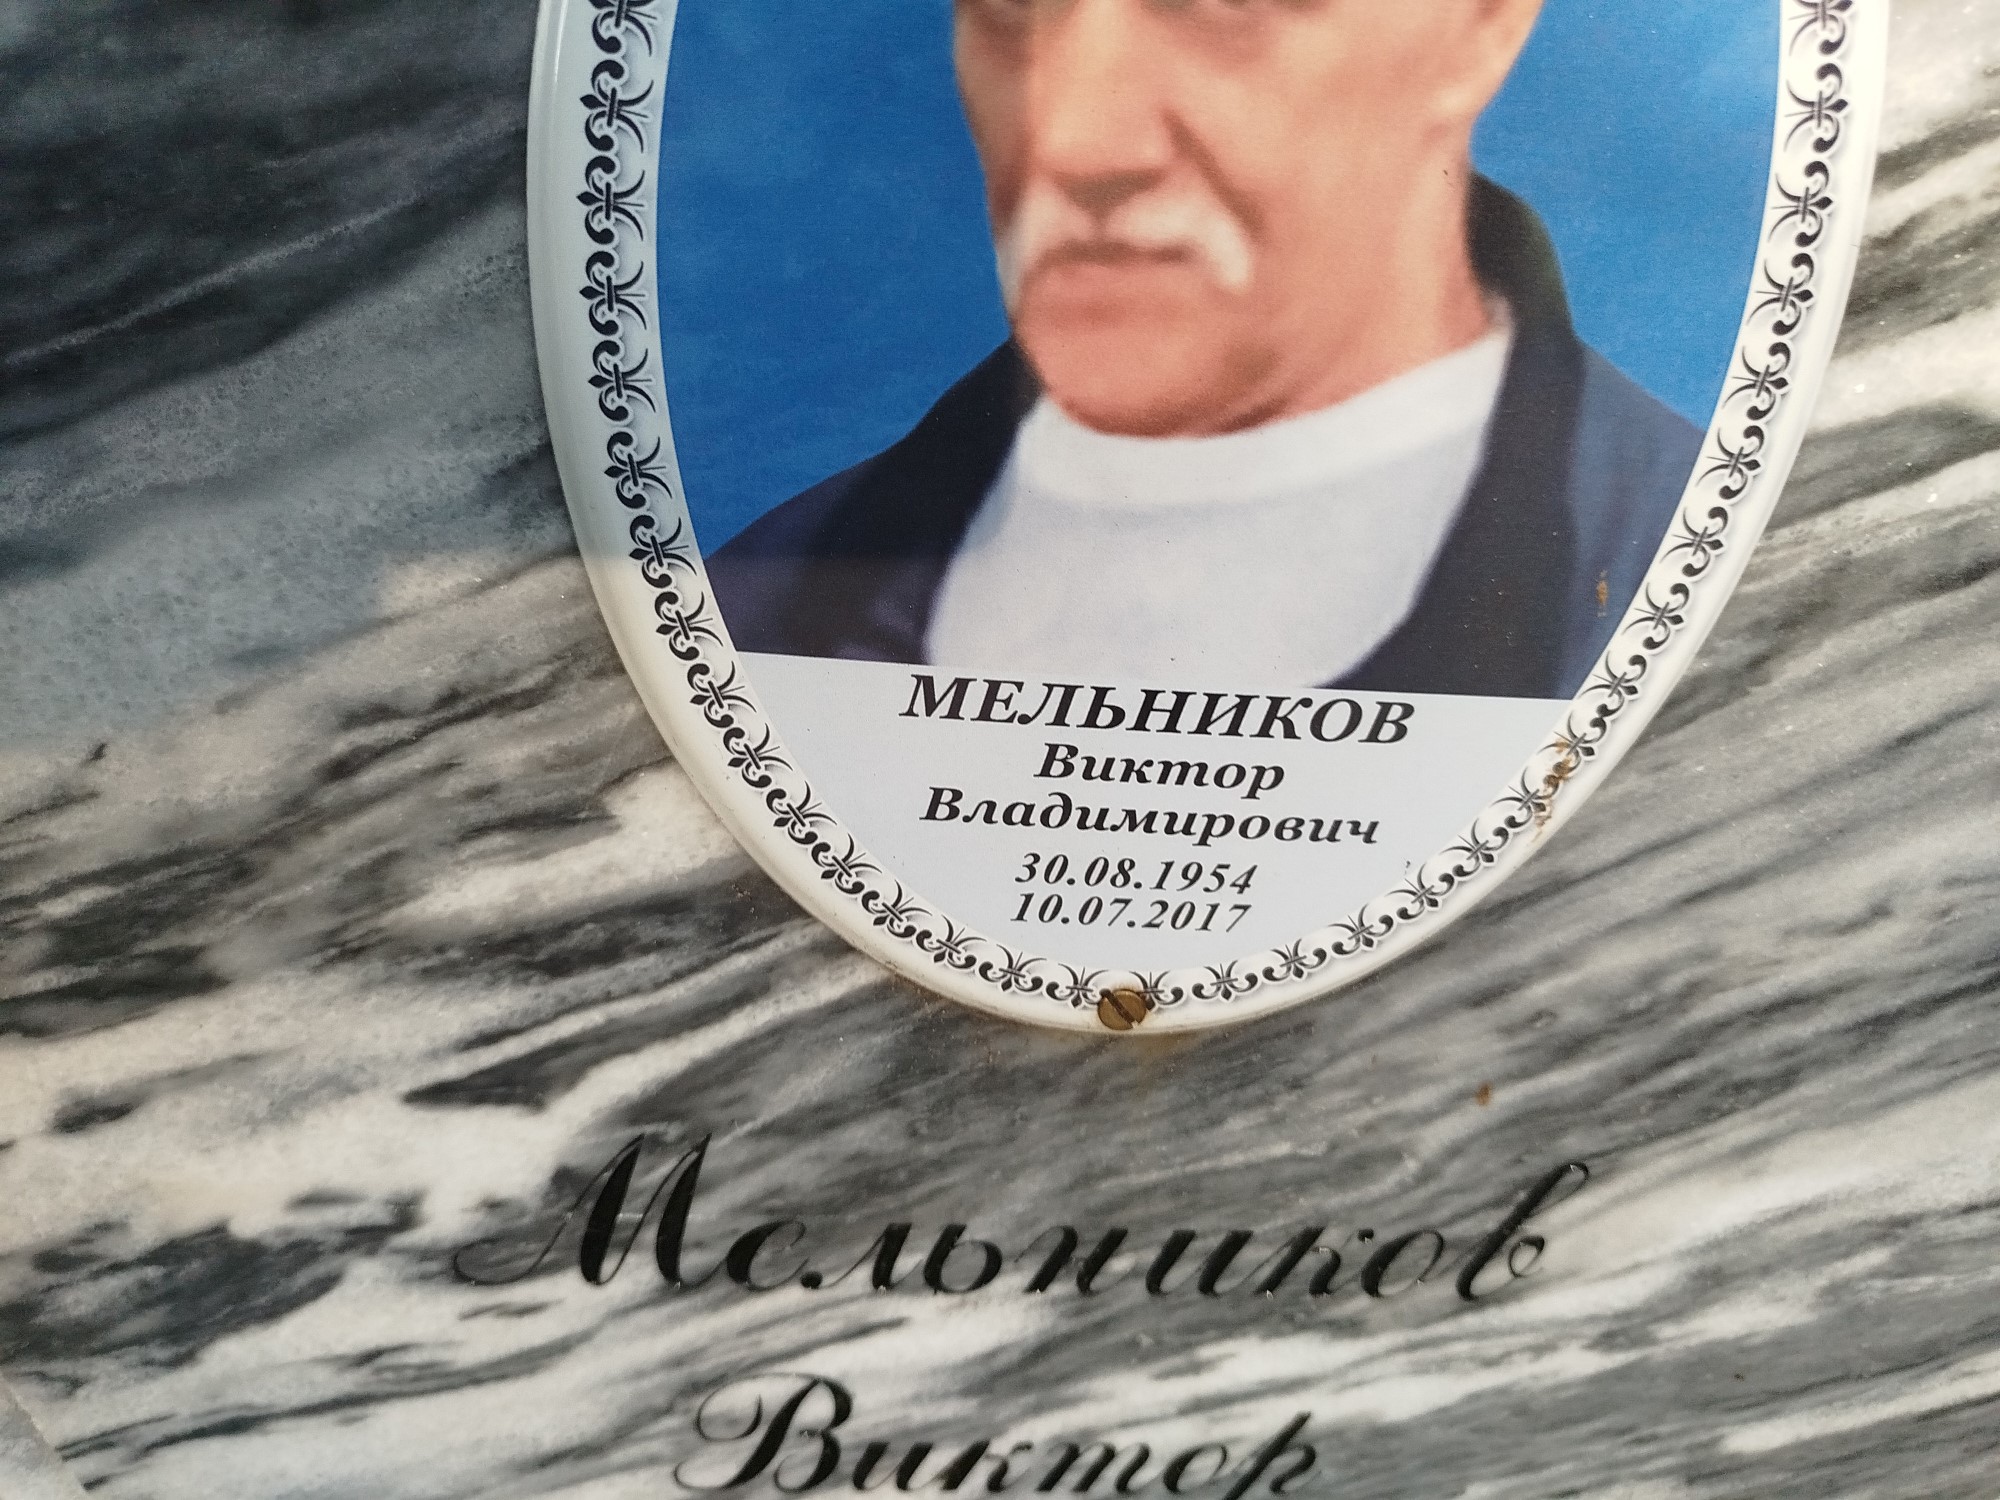 МЕЛЬНИКОВ
Виктор
Владимирович
30.08.1954
10.07.2017
Мельников
Виктор